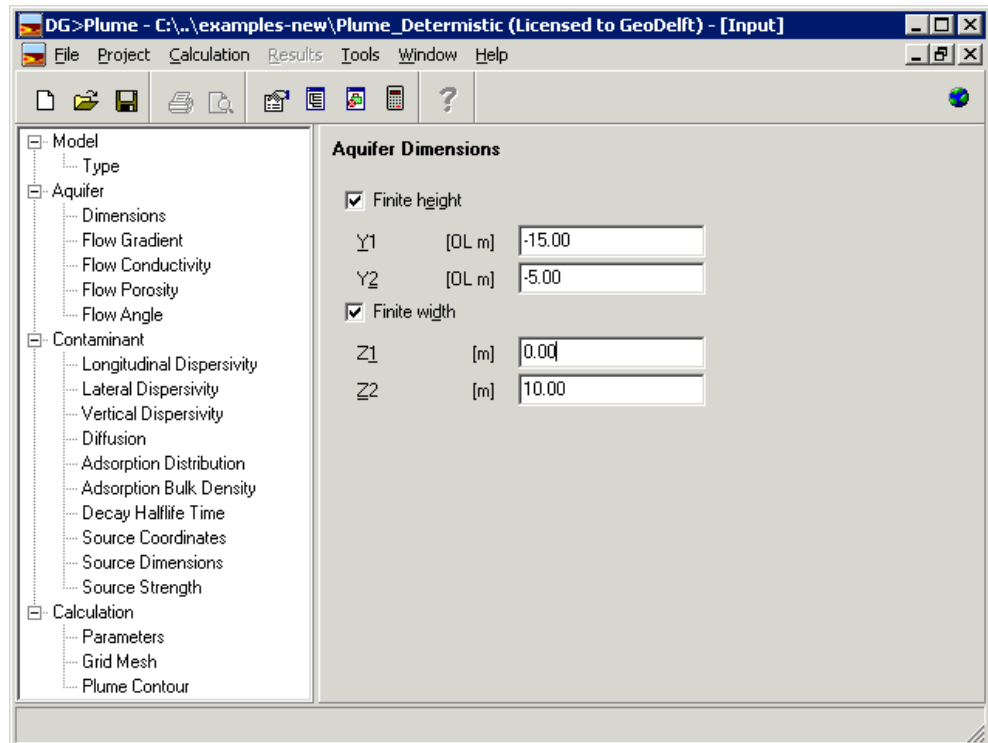 DG>Plume - C:\..\examples-new\Plume_Determistic (Licensed to GeoDelft) - [Input]
File Project Calculation Results Tools Window Help
Model
Type
Aquifer
Dimensions
Flow Gradient
Flow Conductivity
Flow Porosity
Flow Angle
Contaminant
Longitudinal Dispersivity
Lateral Dispersivity
Vertical Dispersivity
Diffusion
Adsorption Distribution
Adsorption Bulk Density
Decay Halflife Time
Source Coordinates
Source Dimensions
Source Strength
Calculation
Parameters
Grid Mesh
Plume Contour
Aquifer Dimensions
Finite height
Y1 [OL m] -15.00
Y2 [OL m] -5.00
Finite width
Z1 [m] 0.00
Z2 [m] 10.00